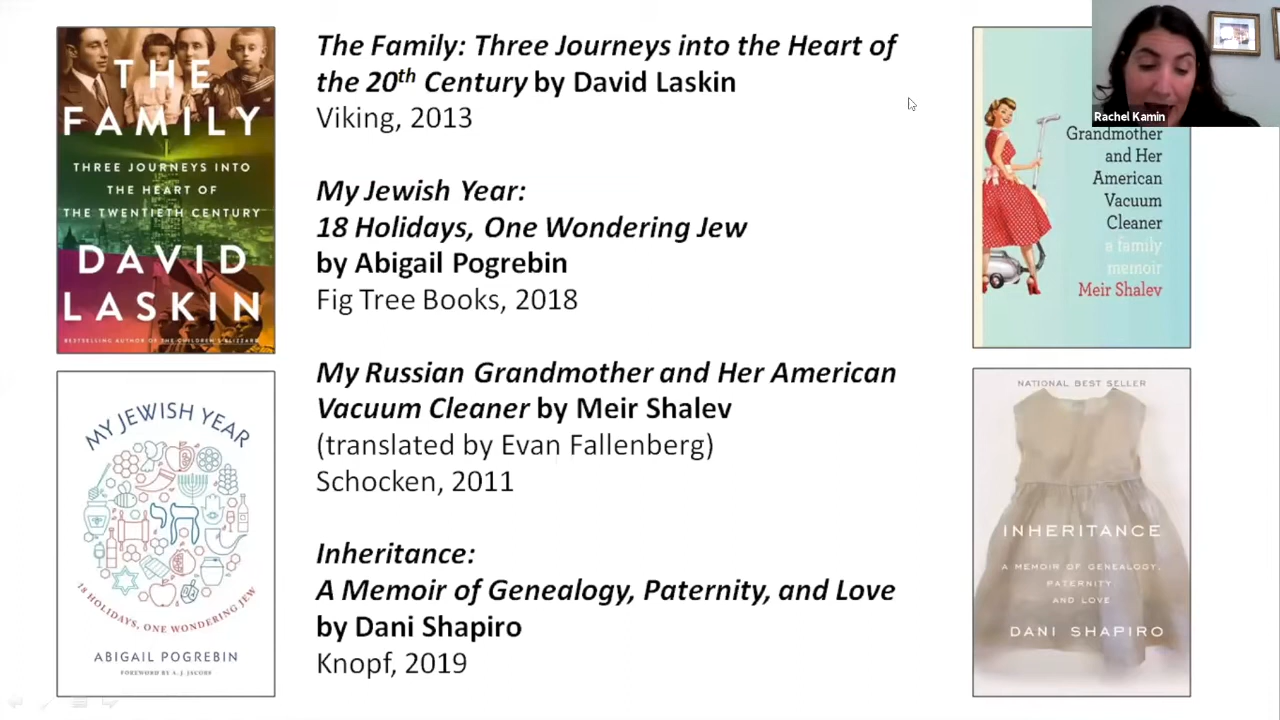 THE
FAMILY
THREE JOURNEYS INTO
THE HEART OF
THE TWENTIETH CENTURY
DAVID
LASKIN
BESTSELLING AUTHOR OF THE CHILDREN'S BLIZZARD
MY JEWISH YEAR
חי
18 HOLIDAYS, ONE WONDERING JEW
ABIGAIL POGREBIN
FOREWORD BY A. J. JACOBS
The Family: Three Journeys into the Heart of
the 20th Century by David Laskin
Viking, 2013
My Jewish Year:
18 Holidays, One Wondering Jew
by Abigail Pogrebin
Fig Tree Books, 2018
My Russian Grandmother and Her American
Vacuum Cleaner by Meir Shalev
(translated by Evan Fallenberg)
Schocken, 2011
Inheritance:
A Memoir of Genealogy, Paternity, and Love
by Dani Shapiro
Knopf, 2019
Rachel Kamin
Grandmother
and Her
American
Vacuum
Cleaner
a family
memoir
Meir Shalev
NATIONAL BEST SELLER
INHERITANCE
A MEMOIR OF GENEALOGY,
PATERNITY,
AND LOVE
DANI SHAPIRO